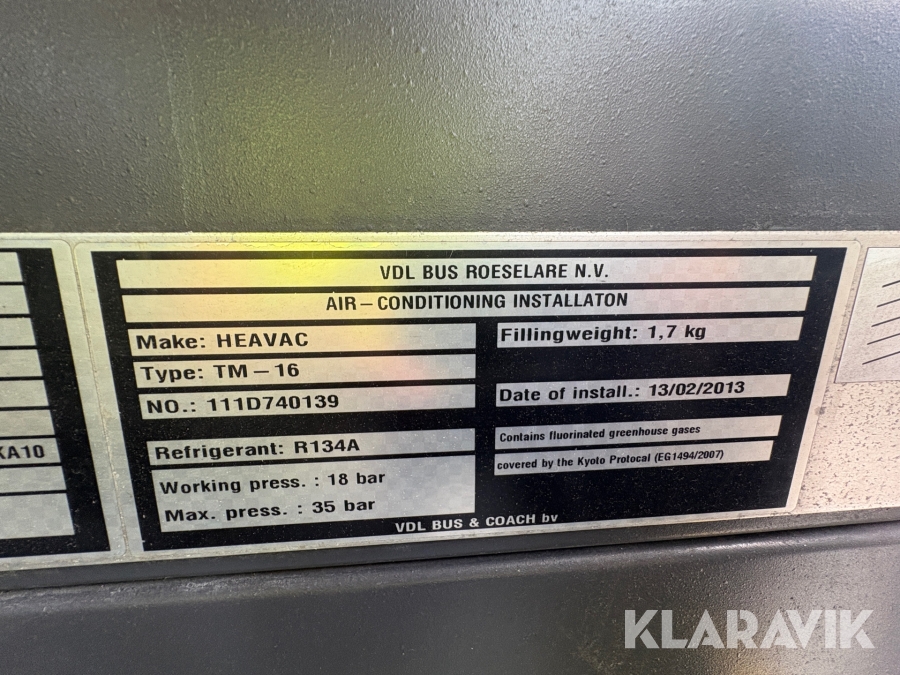 VDL BUS ROESELARE N.V.
AIR-CONDITIONING INSTALLATON
Make: HEAVAC
Fillingweight: 1,7 kg
Type: TM-16
Date of install.: 13/02/2013
NO.: 111D740139
Contains fluorinated greenhouse gases
covered by the Kyoto Protocal (EG1494/2007)
Refrigerant: R134A
Working press. : 18 bar
Max. press. : 35 bar
VDL BUS & COACH bv
KA10
KLARAVIK